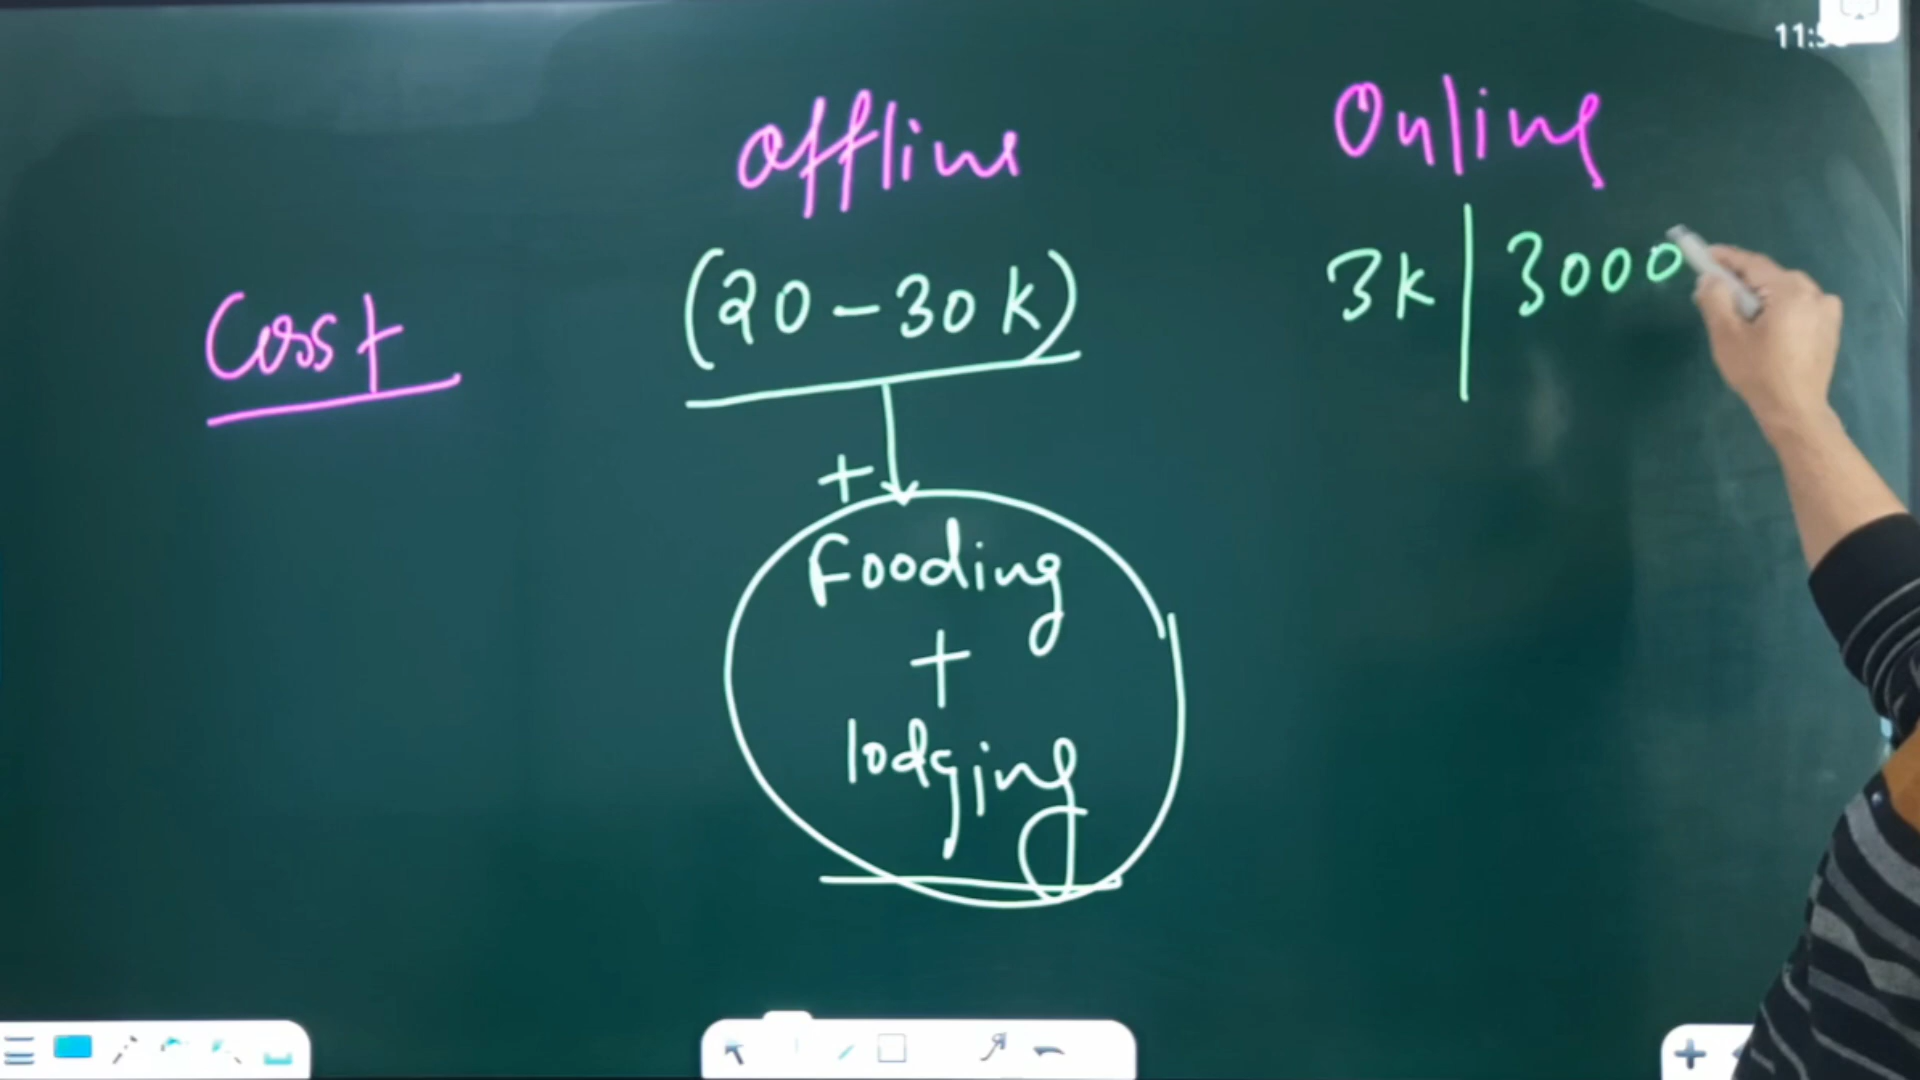 offline
Online
Cost
(20-30k)
3k | 3000
+
Fooding
+
lodging